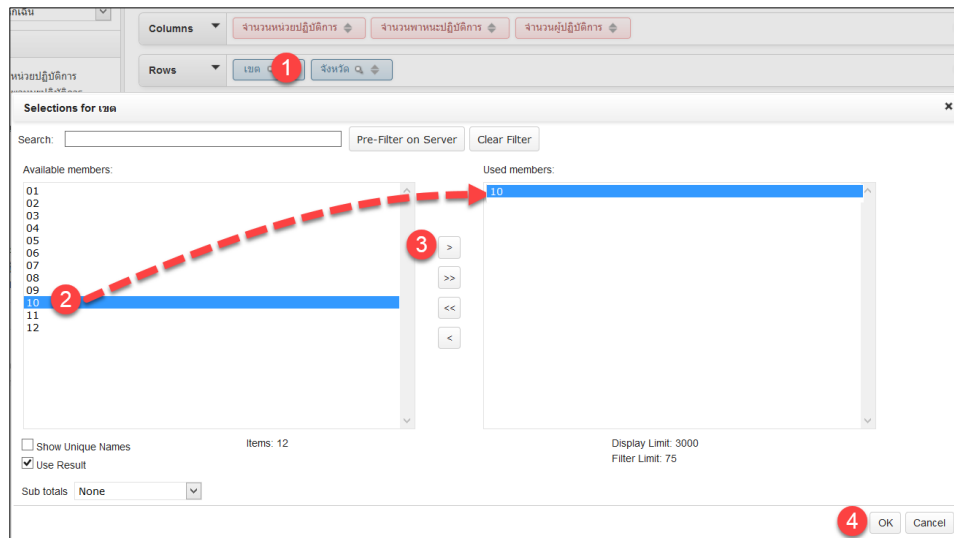 Columns จำนวนหน่วยปฏิบัติการ จำนวนพาหนะปฏิบัติการ จำนวนผู้ปฏิบัติการ
หน่วยปฏิบัติการ
Rows เขต 1 จังหวัด
Selections for เขต
Search: Pre-Filter on Server Clear Filter
Available members: Used members:
01 10
02
03
04
05
06
07
08
09
10
11
12
2
3
>
>>
<<
<
Show Unique Names Items: 12 Display Limit: 3000
Use Result Filter Limit: 75
Sub totals None
4 OK Cancel